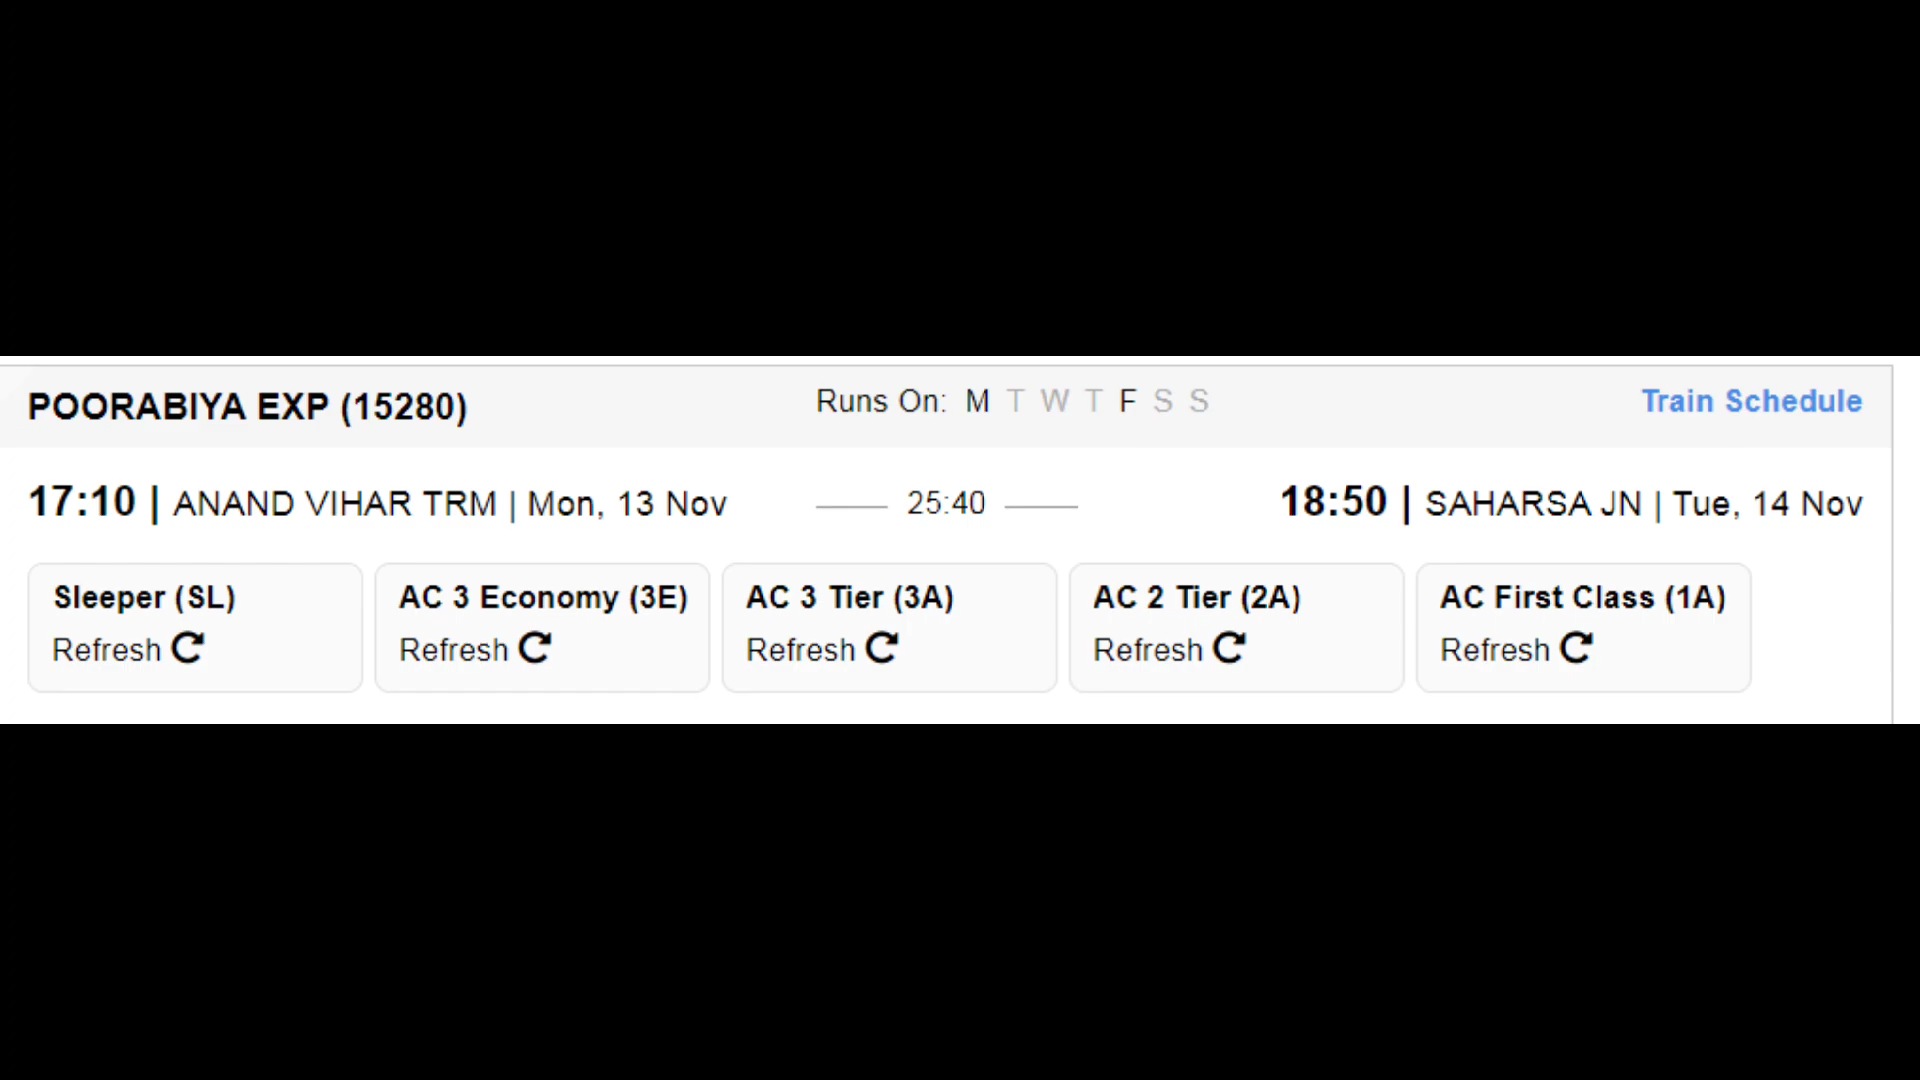 POORABIYA EXP (15280) Runs On: M T W T F S S Train Schedule
17:10 | ANAND VIHAR TRM | Mon, 13 Nov 25:40 18:50 | SAHARSA JN | Tue, 14 Nov
Sleeper (SL) AC 3 Economy (3E) AC 3 Tier (3A) AC 2 Tier (2A) AC First Class (1A)
Refresh Refresh Refresh Refresh Refresh